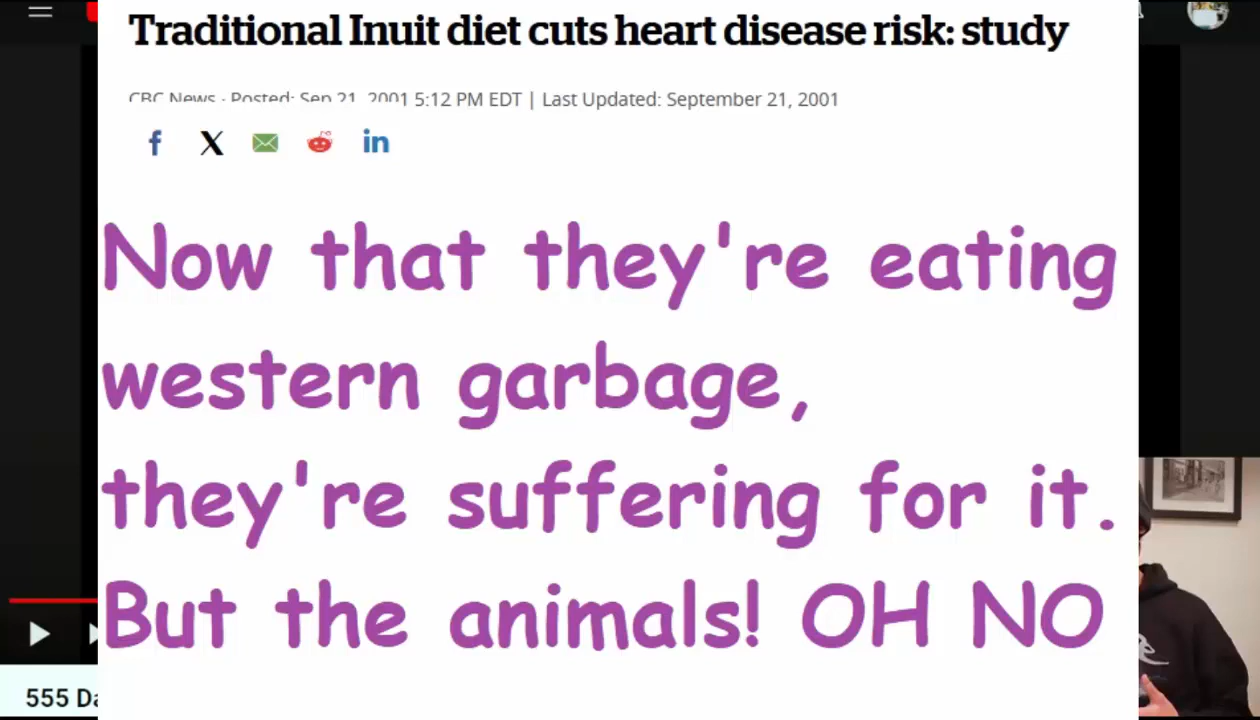 Traditional Inuit diet cuts heart disease risk: study
CBC News · Posted: Sep 21, 2001 5:12 PM EDT | Last Updated: September 21, 2001
Now that they're eating
western garbage,
they're suffering for it.
But the animals! OH NO
555 Da